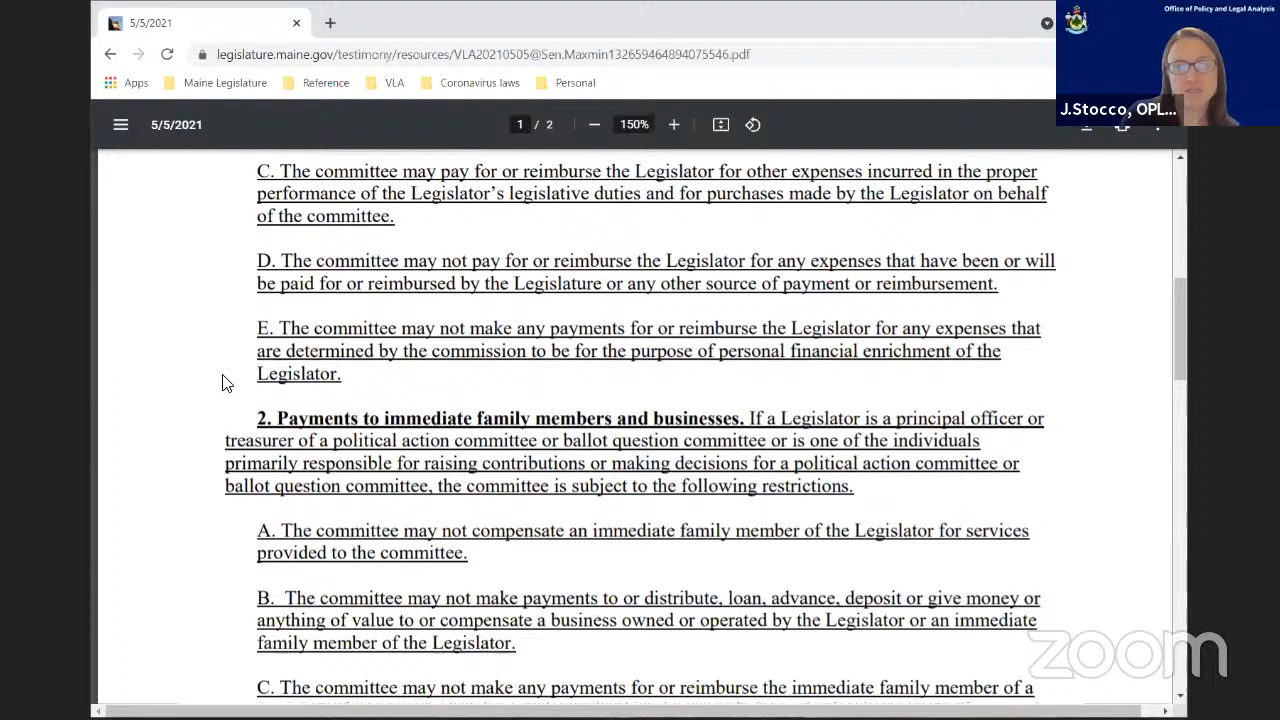 5/5/2021
Office of Policy and Legal Analysis
legislature.maine.gov/testimony/resources/VLA20210505@Sen.Maxmin132659464894075546.pdf
Apps Maine Legislature Reference VLA Coronavirus laws Personal
J.Stocco, OPL...
5/5/2021 1 / 2 150%
C. The committee may pay for or reimburse the Legislator for other expenses incurred in the proper
performance of the Legislator's legislative duties and for purchases made by the Legislator on behalf
of the committee.
D. The committee may not pay for or reimburse the Legislator for any expenses that have been or will
be paid for or reimbursed by the Legislature or any other source of payment or reimbursement.
E. The committee may not make any payments for or reimburse the Legislator for any expenses that
are determined by the commission to be for the purpose of personal financial enrichment of the
Legislator.
2. Payments to immediate family members and businesses. If a Legislator is a principal officer or
treasurer of a political action committee or ballot question committee or is one of the individuals
primarily responsible for raising contributions or making decisions for a political action committee or
ballot question committee, the committee is subject to the following restrictions.
A. The committee may not compensate an immediate family member of the Legislator for services
provided to the committee.
B. The committee may not make payments to or distribute, loan, advance, deposit or give money or
anything of value to or compensate a business owned or operated by the Legislator or an immediate
family member of the Legislator.
C. The committee may not make any payments for or reimburse the immediate family member of a
zoom